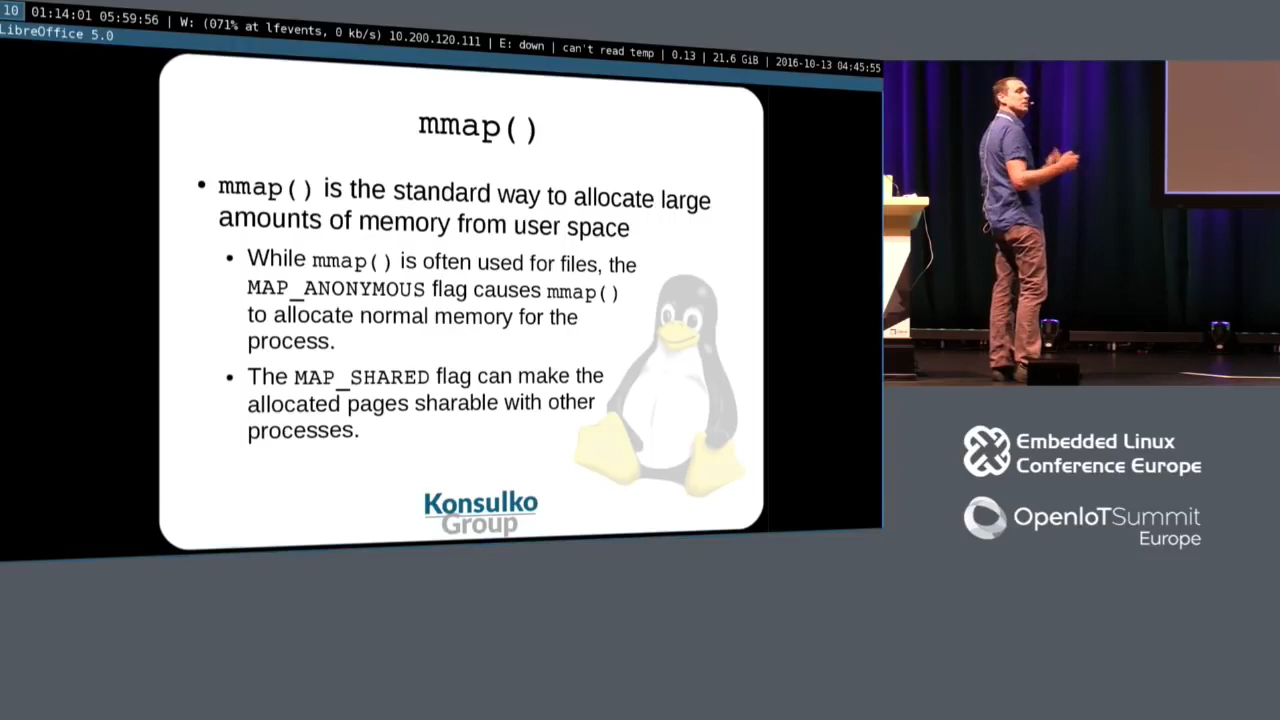 10 01:14:01 05:59:56 | W: (071% at lfevents, 0 kb/s) 10.200.120.111 | E: down | can't read temp | 0.13 | 21.6 GiB | 2016-10-13 04:45:55
LibreOffice 5.0
mmap()
• mmap() is the standard way to allocate large
amounts of memory from user space
• While mmap() is often used for files, the
MAP_ANONYMOUS flag causes mmap()
to allocate normal memory for the
process.
• The MAP_SHARED flag can make the
allocated pages sharable with other
processes.
Konsulko
Group
Embedded Linux
Conference Europe
OpenIoTSummit
Europe